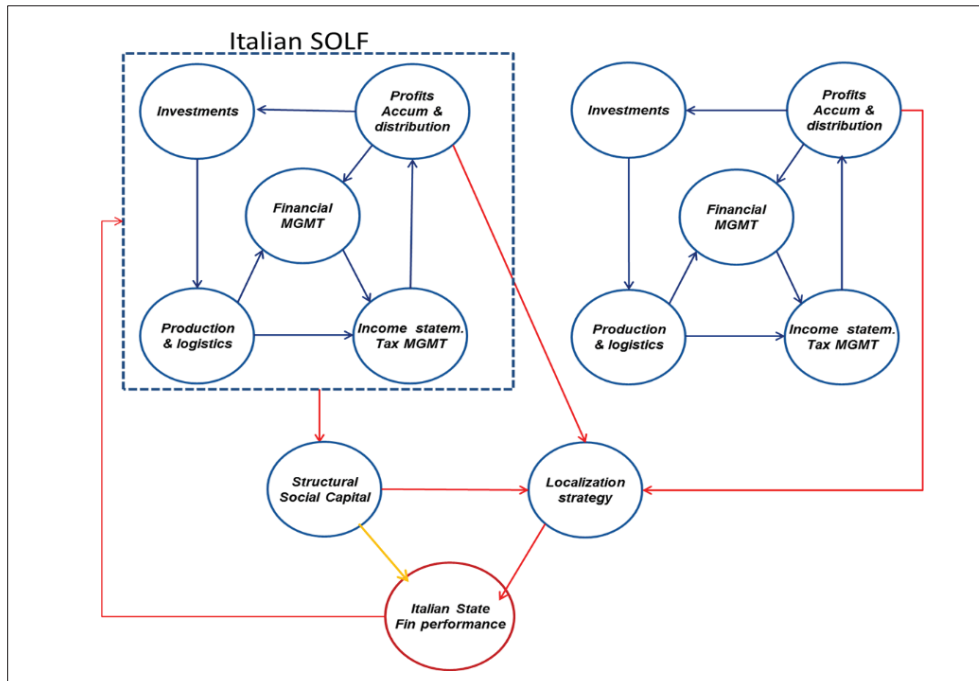 Italian SOLF
Investments
Profits
Accum &
distribution
Financial
MGMT
Production
& logistics
Income statem.
Tax MGMT
Investments
Profits
Accum &
distribution
Financial
MGMT
Production
& logistics
Income statem.
Tax MGMT
Structural
Social Capital
Localization
strategy
Italian State
Fin performance